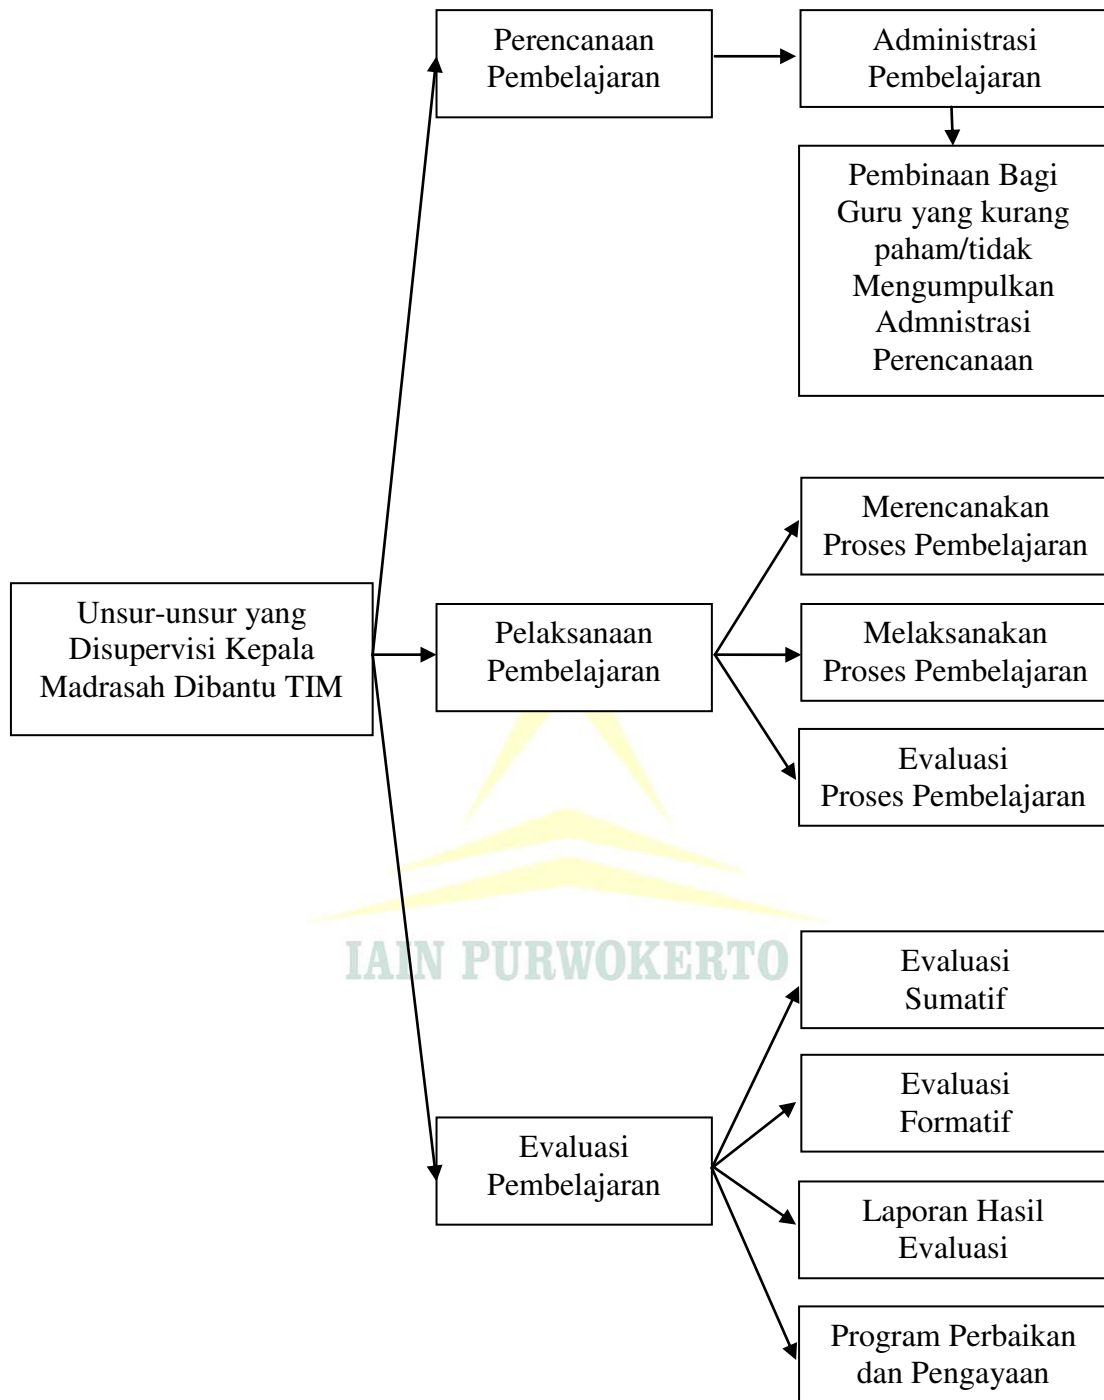 Perencanaan
Pembelajaran
Administrasi
Pembelajaran
Pembinaan Bagi
Guru yang kurang
paham/tidak
Mengumpulkan
Admnistrasi
Perencanaan
Unsur-unsur yang
Disupervisi Kepala
Madrasah Dibantu TIM
Pelaksanaan
Pembelajaran
Merencanakan
Proses Pembelajaran
Melaksanakan
Proses Pembelajaran
Evaluasi
Proses Pembelajaran
IAIN PURWOKERTO
Evaluasi
Pembelajaran
Evaluasi
Sumatif
Evaluasi
Formatif
Laporan Hasil
Evaluasi
Program Perbaikan
dan Pengayaan